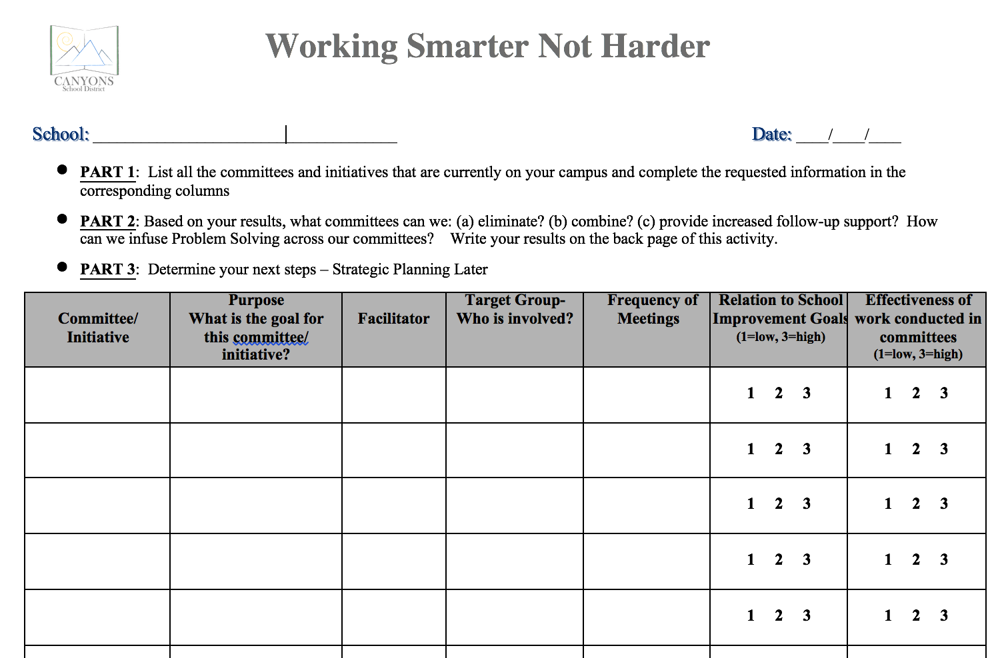 CANYONS
School District
Working Smarter Not Harder
School: ______________________________________
Date: ____/____/____
● PART 1:  List all the committees and initiatives that are currently on your campus and complete the requested information in the
corresponding columns
● PART 2: Based on your results, what committees can we: (a) eliminate? (b) combine? (c) provide increased follow-up support?  How
can we infuse Problem Solving across our committees?    Write your results on the back page of this activity.
● PART 3:  Determine your next steps – Strategic Planning Later
Committee/
Initiative
Purpose
What is the goal for
this committee/
initiative?
Facilitator
Target Group-
Who is involved?
Frequency of
Meetings
Relation to School
Improvement Goals
(1=low, 3=high)
Effectiveness of
work conducted in
committees
(1=low, 3=high)
1 2 3 1 2 3
1 2 3 1 2 3
1 2 3 1 2 3
1 2 3 1 2 3
1 2 3 1 2 3